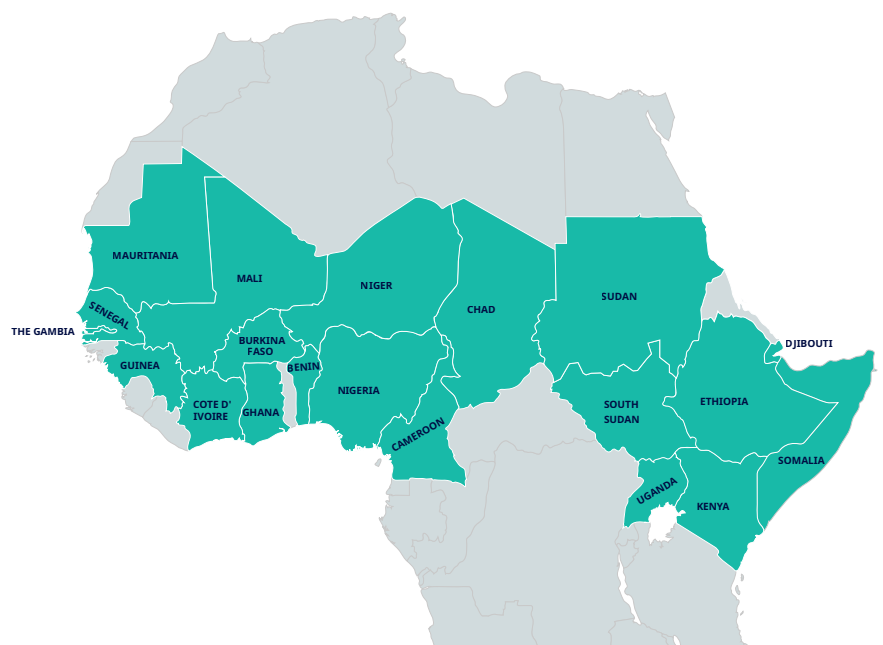 MAURITANIA
MALI
NIGER
CHAD
SUDAN
SENEGAL
THE GAMBIA
GUINEA
BURKINA
FASO
BENIN
COTE D'
IVOIRE
GHANA
NIGERIA
CAMEROON
SOUTH
SUDAN
ETHIOPIA
DJIBOUTI
SOMALIA
UGANDA
KENYA